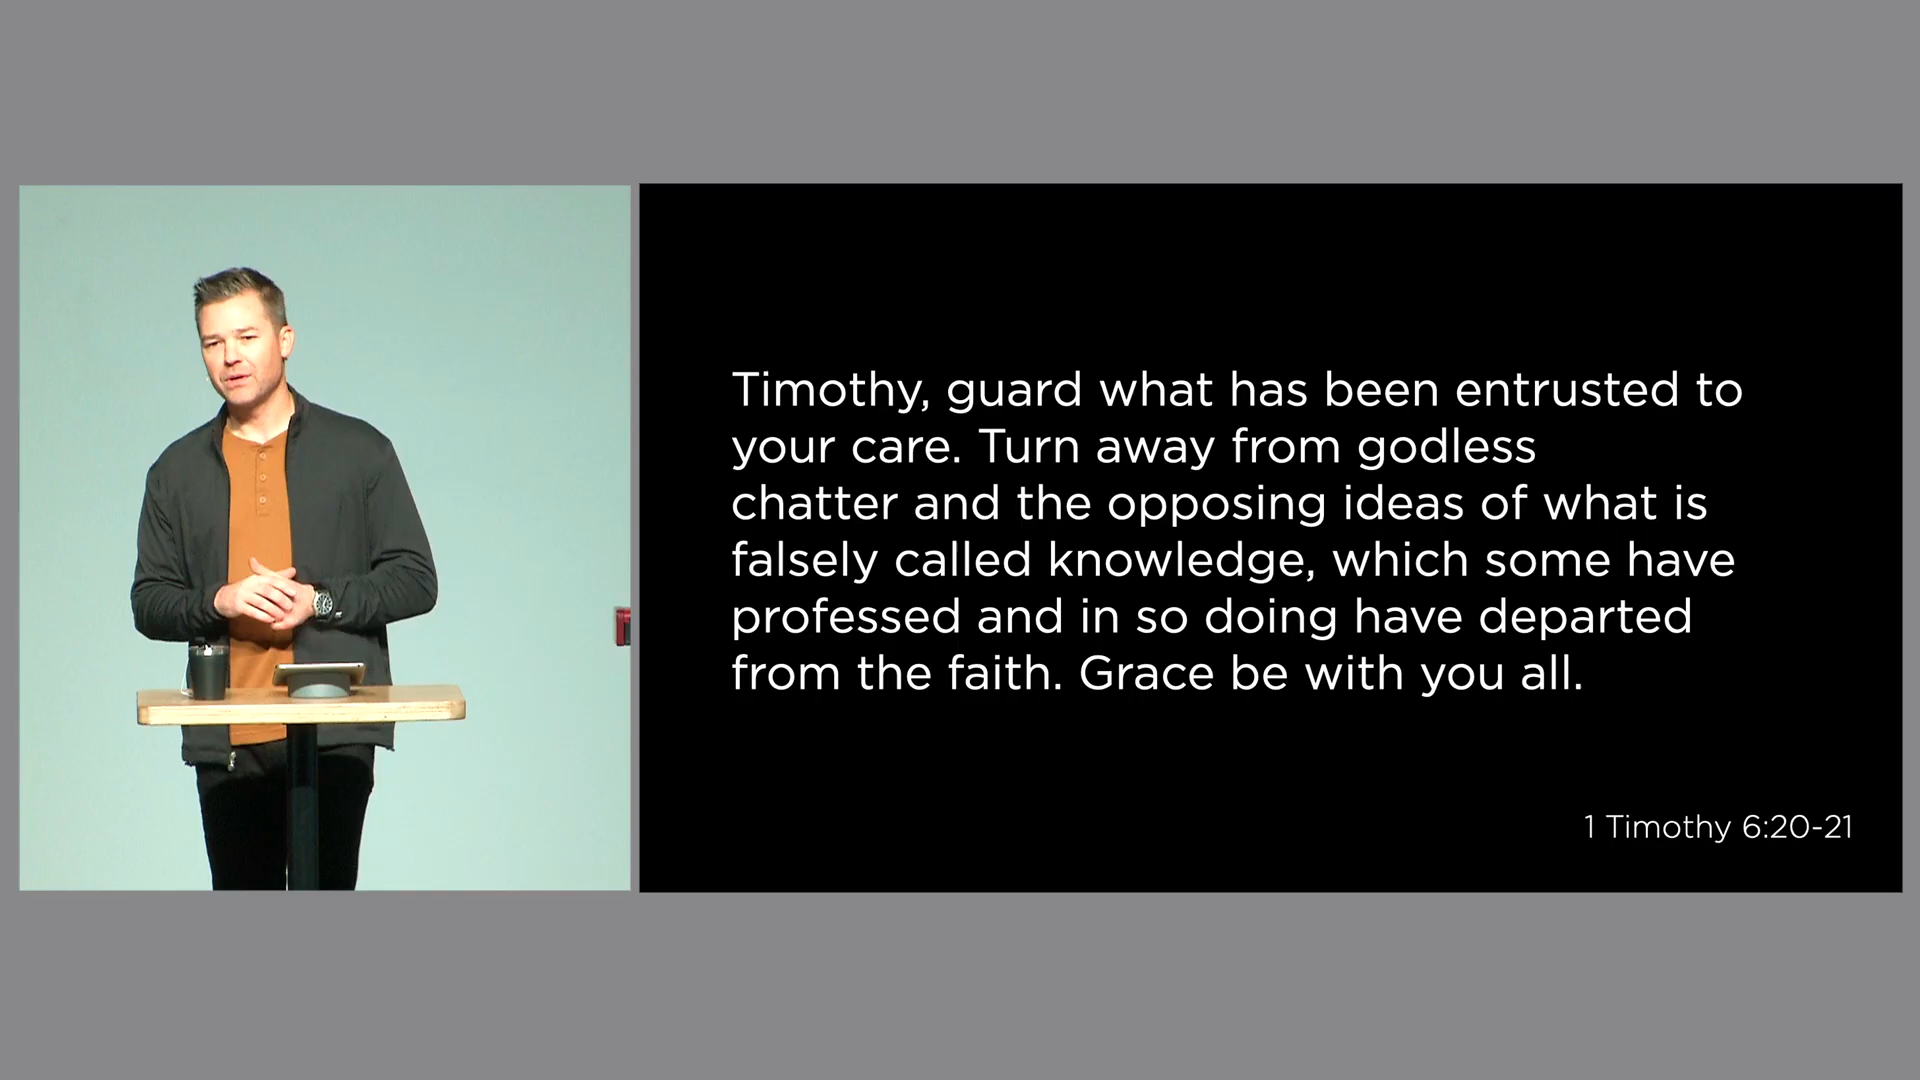 Timothy, guard what has been entrusted to
your care. Turn away from godless
chatter and the opposing ideas of what is
falsely called knowledge, which some have
professed and in so doing have departed
from the faith. Grace be with you all.
1 Timothy 6:20-21